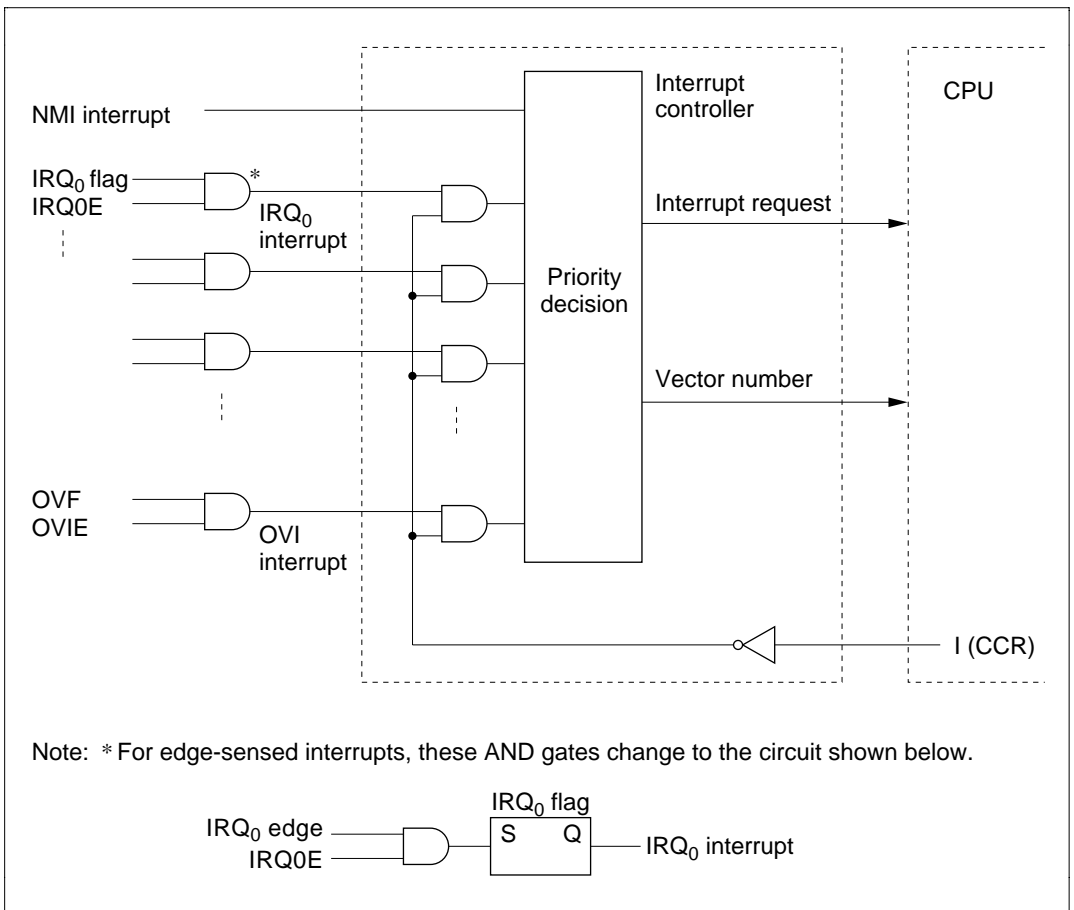 NMI interrupt
Interrupt
controller
CPU
IRQ₀ flag
IRQ0E
*
IRQ₀
interrupt
Interrupt request
Priority
decision
Vector number
OVF
OVIE
OVI
interrupt
I (CCR)
Note: * For edge-sensed interrupts, these AND gates change to the circuit shown below.
IRQ₀ flag
IRQ₀ edge
IRQ0E
S Q
IRQ₀ interrupt